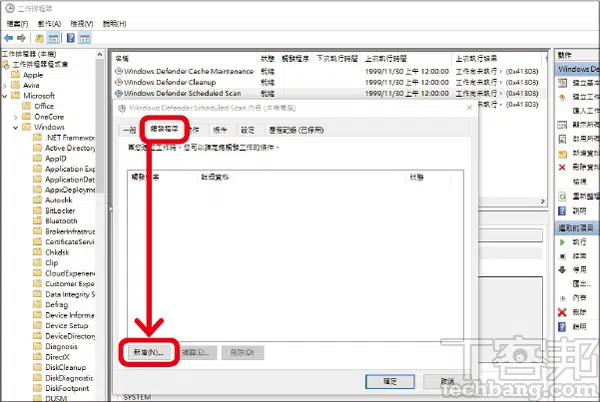 工作排程器
檔案(F) 動作(A) 檢視(V) 說明(H)
工作排程器 (本機)
工作排程器程式庫
Apple
Avira
Microsoft
Office
OneCore
Windows
.NET Framework
Active Directory
AppID
Application Exp
ApplicationData
AppxDeploymen
Autochk
BitLocker
Bluetooth
BrokerInfrastruc
CertificateServic
Chkdsk
Clip
CloudExperienc
Customer Expe
Data Integrity S
Defrag
Device Informa
Device Setup
DeviceDirectory
Diagnosis
DirectX
DiskCleanup
DiskDiagnostic
DiskFootprint
DUSM
名稱 狀態 觸發程序 下次執行時間 上次執行時間 上次執行結果
Windows Defender Cache Maintenance 就緒 1999/11/30 上午 12:00:00 工作尚未執行。 (0x41303)
Windows Defender Cleanup 就緒 1999/11/30 上午 12:00:00 工作尚未執行。 (0x41303)
Windows Defender Scheduled Scan 就緒 1999/11/30 上午 12:00:00 工作尚未執行。 (0x41303)
Windows Defender Scheduled Scan 內容 (本機電腦)
一般 觸發程序 動作 條件 設定 歷程記錄 (已停用)
當您建立工作時，您可以指定觸發工作的條件。
觸發程序 詳細資料 狀態
新增(N)... 編輯(E)... 刪除(D)
確定 取消
SYSTEM
動作
Windows De
建立基本
建立工作
匯入工作
顯示所有
啟用所有
新增資料
刪除資料
檢視
重新整理
說明
選取的項目
執行
結束
停用
匯出...
內容
刪除
說明
T客邦
techbang.com